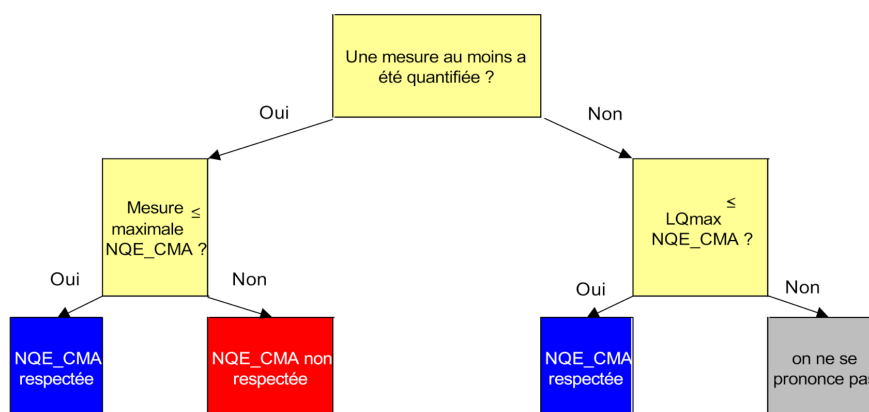 Une mesure au moins a
été quantifiée ?
Oui
Non
Mesure ≤
maximale
NQE_CMA ?
LQmax ≤
NQE_CMA ?
Oui
Non
Oui
Non
NQE_CMA
respectée
NQE_CMA non
respectée
NQE_CMA
respectée
on ne se
prononce pas